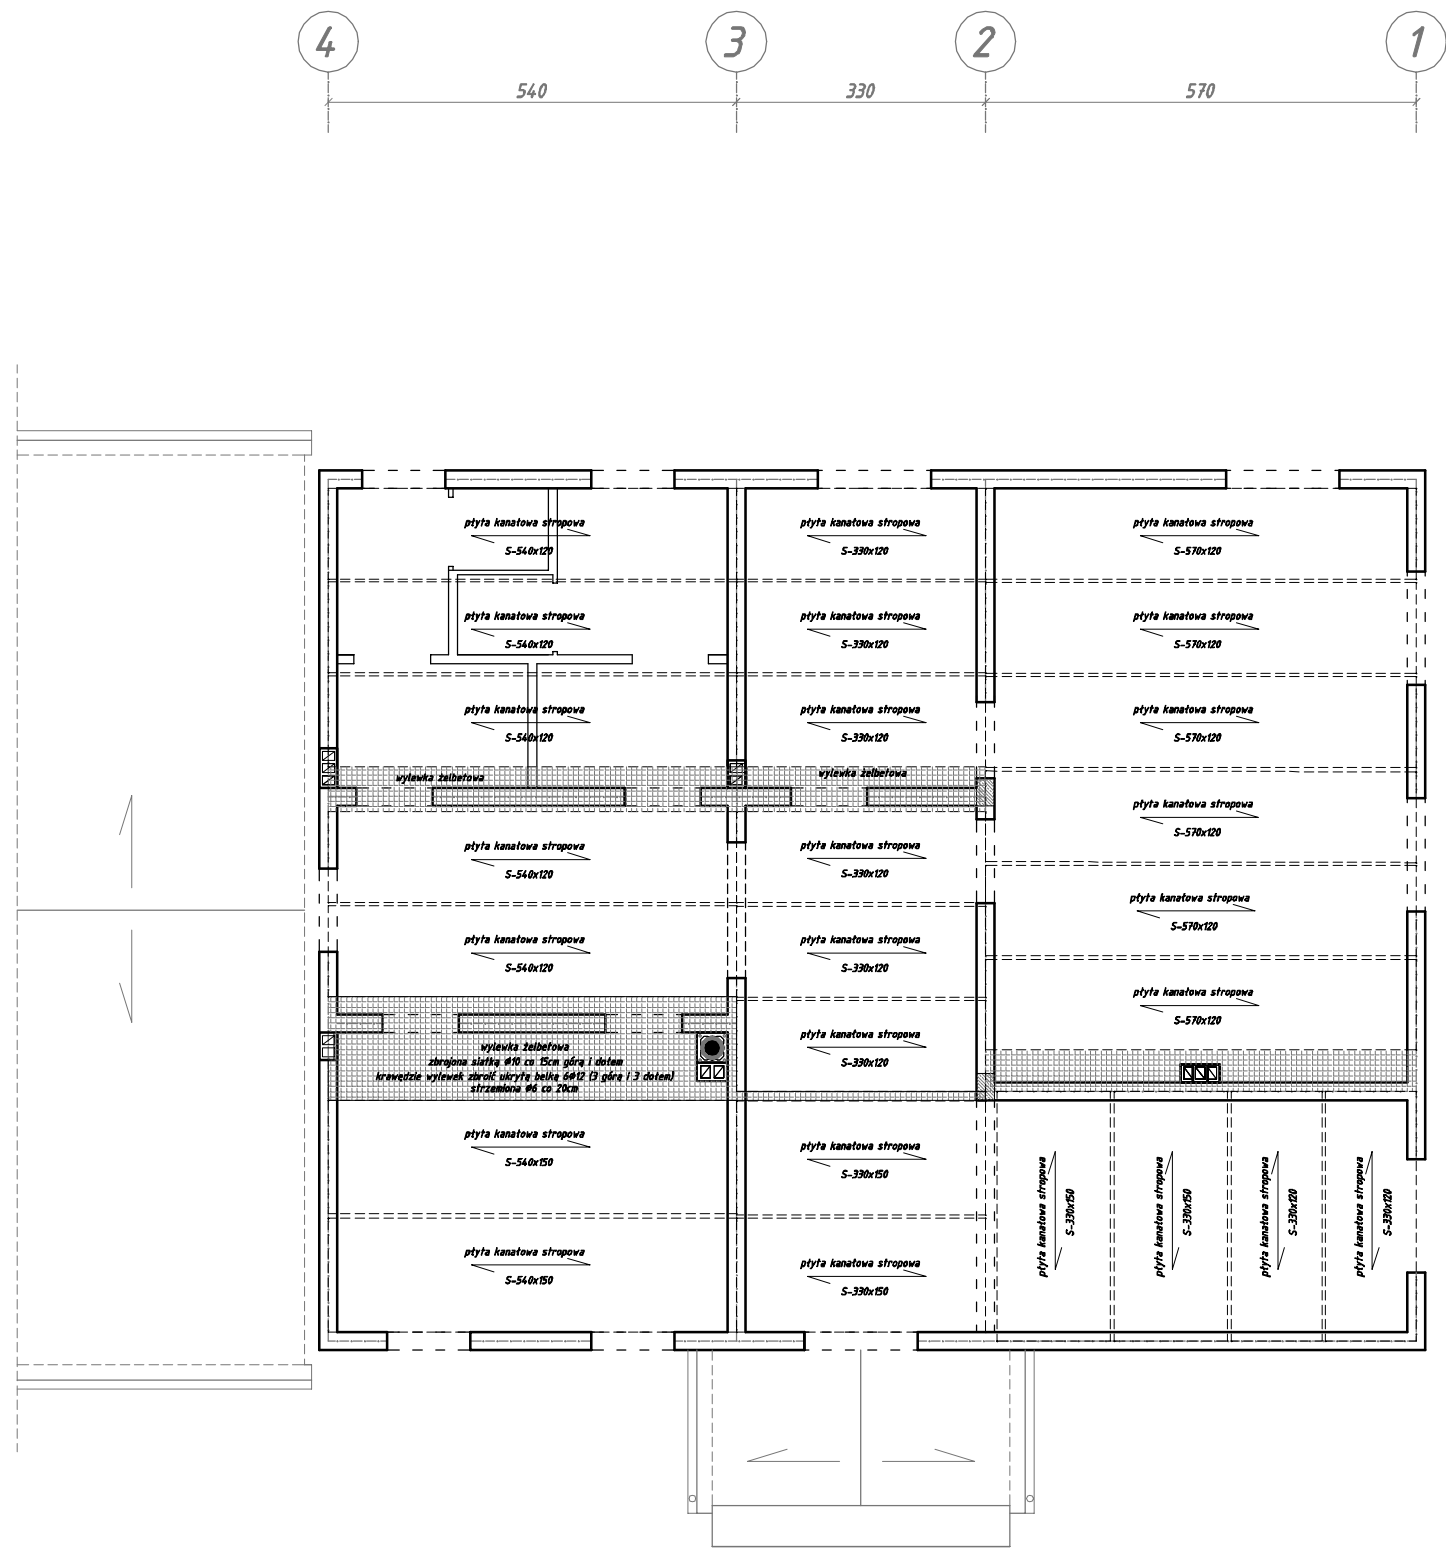 4 3 2 1
540 330 570
płyta kanałowa stropowa płyta kanałowa stropowa płyta kanałowa stropowa
S-540x120 S-330x120 S-570x120
płyta kanałowa stropowa płyta kanałowa stropowa płyta kanałowa stropowa
S-540x120 S-330x120 S-570x120
płyta kanałowa stropowa płyta kanałowa stropowa płyta kanałowa stropowa
S-540x120 S-330x120 S-570x120
wylewka żelbetowa wylewka żelbetowa
płyta kanałowa stropowa
S-570x120
płyta kanałowa stropowa płyta kanałowa stropowa
S-540x120 S-330x120
płyta kanałowa stropowa
S-570x120
płyta kanałowa stropowa płyta kanałowa stropowa
S-540x120 S-330x120
płyta kanałowa stropowa
S-570x120
płyta kanałowa stropowa
S-330x120
wylewka żelbetowa
zbrojona siatką Φ10 co 15cm górą i dołem
krawędzie wylewek zbroić ukrytą belką 6Φ12 (3 górą i 3 dołem)
strzemiona Φ6 co 20cm
płyta kanałowa stropowa płyta kanałowa stropowa
S-540x150 S-330x150
płyta kanałowa stropowa
S-330x150
płyta kanałowa stropowa
S-330x150
płyta kanałowa stropowa
S-330x120
płyta kanałowa stropowa
S-330x120
płyta kanałowa stropowa płyta kanałowa stropowa
S-540x150 S-330x150